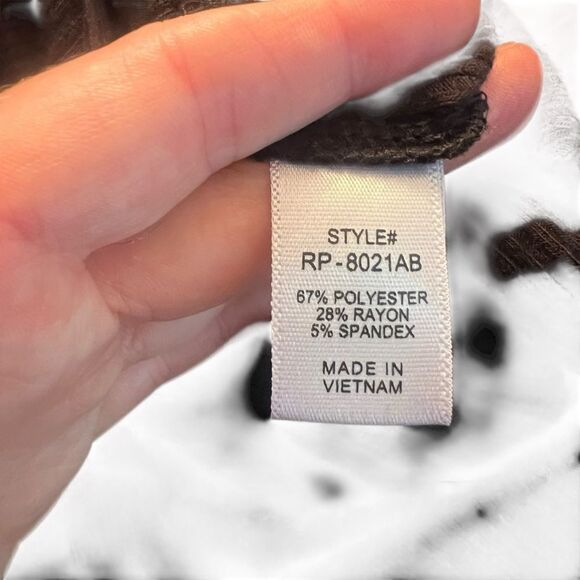 STYLE#
RP-8021AB
67% POLYESTER
28% RAYON
5% SPANDEX
MADE IN
VIETNAM